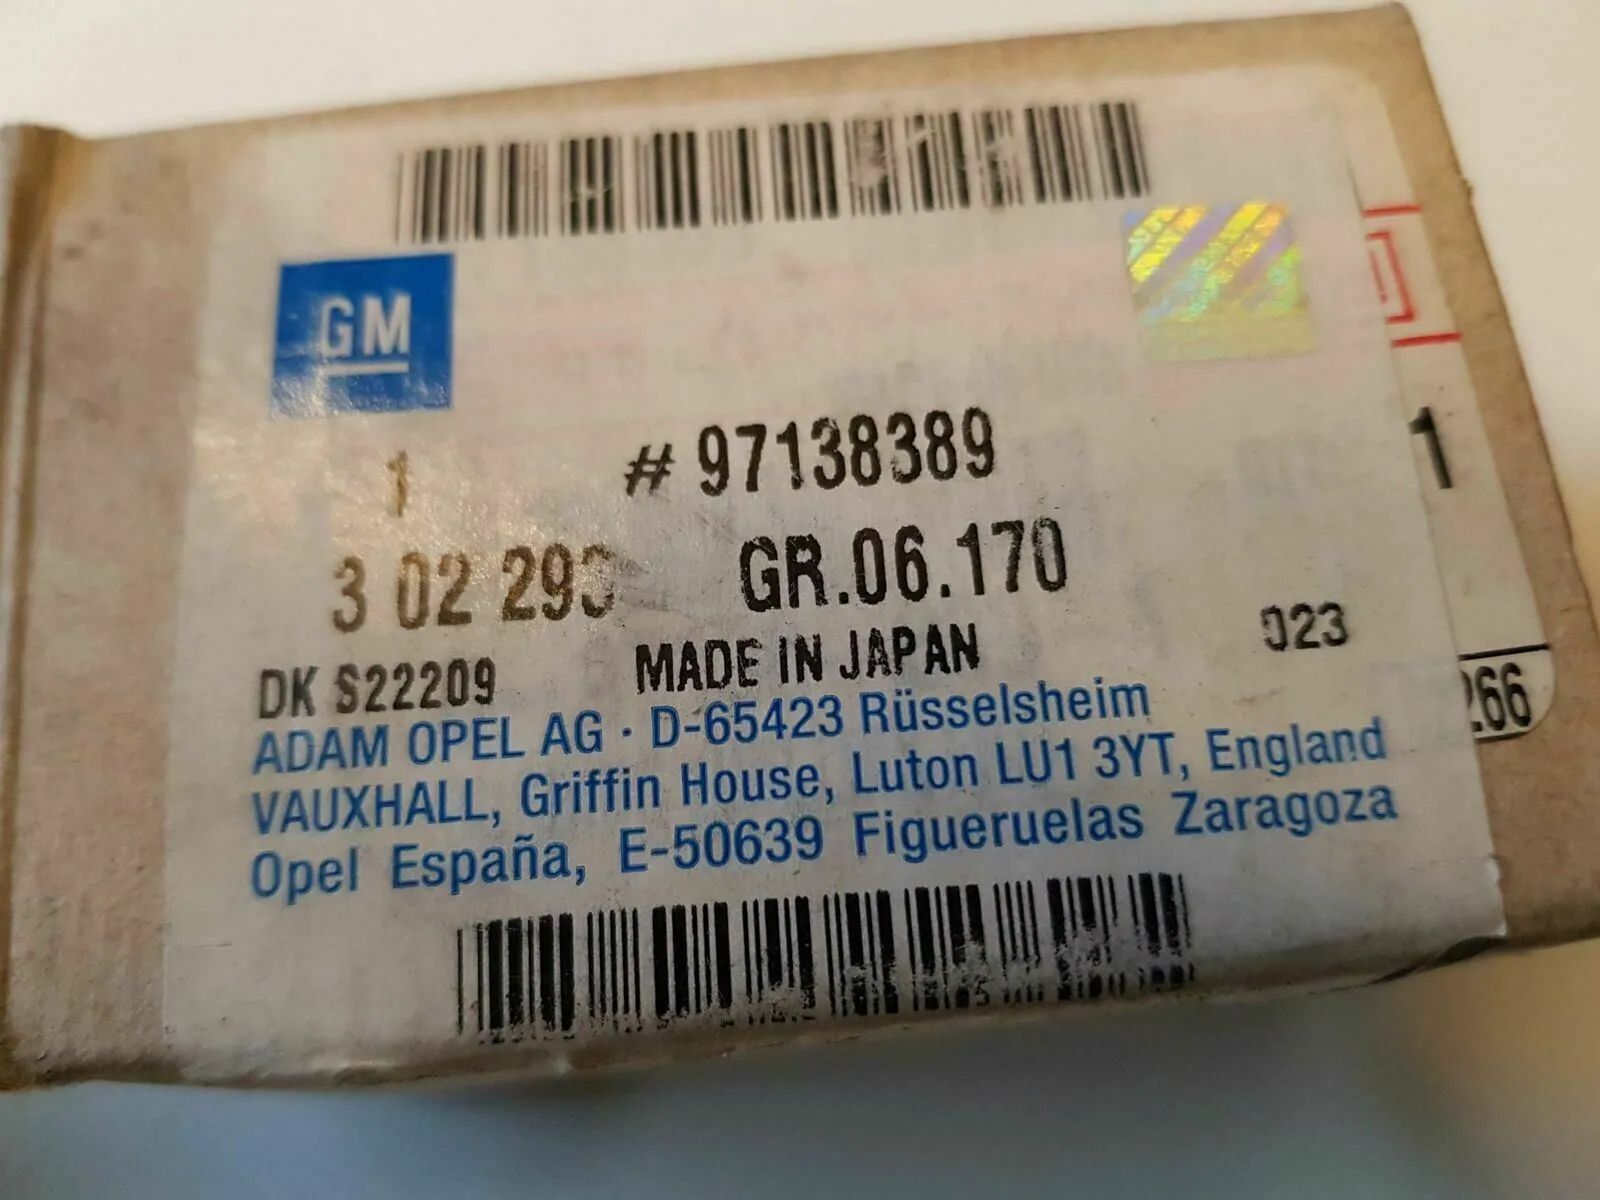 GM
1 # 97138389
3 02 29
GR.06.170
023
DK S22209
MADE IN JAPAN
ADAM OPEL AG · D-65423 Rüsselsheim
VAUXHALL, Griffin House, Luton LU1 3YT, England
Opel España, E-50639 Figueruelas Zaragoza
1
266